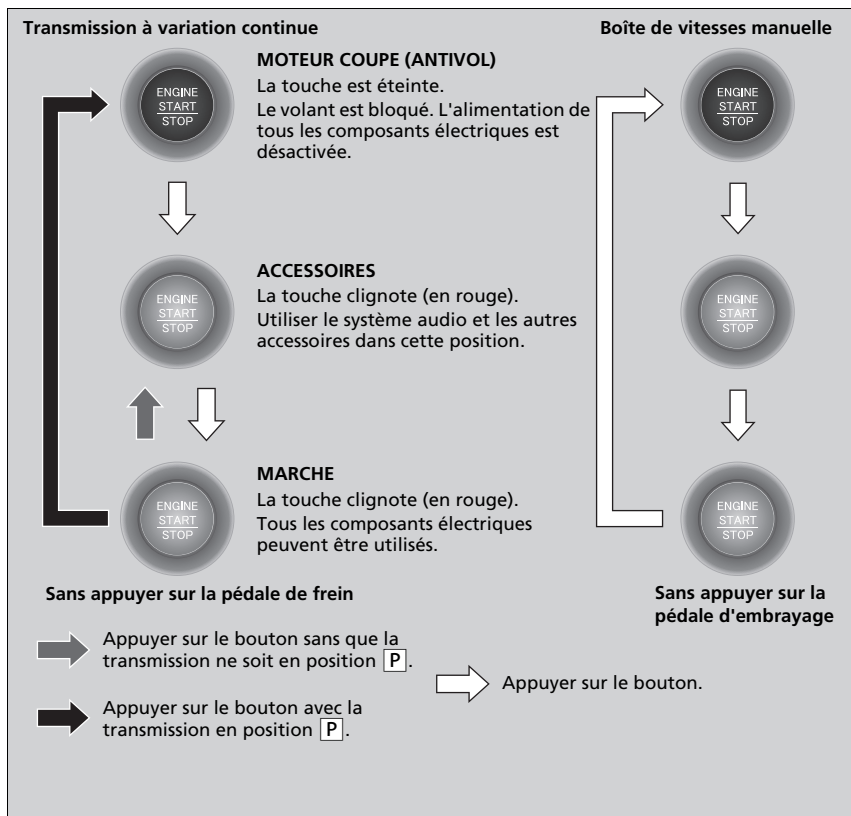 Transmission à variation continue
Boîte de vitesses manuelle
ENGINE
START
STOP
MOTEUR COUPE (ANTIVOL)
La touche est éteinte.
Le volant est bloqué. L'alimentation de
tous les composants électriques est
désactivée.
ENGINE
START
STOP
ENGINE
START
STOP
ACCESSOIRES
La touche clignote (en rouge).
Utiliser le système audio et les autres
accessoires dans cette position.
ENGINE
START
STOP
ENGINE
START
STOP
MARCHE
La touche clignote (en rouge).
Tous les composants électriques
peuvent être utilisés.
ENGINE
START
STOP
Sans appuyer sur la pédale de frein
Sans appuyer sur la
pédale d'embrayage
Appuyer sur le bouton sans que la
transmission ne soit en position P.
Appuyer sur le bouton.
Appuyer sur le bouton avec la
transmission en position P.